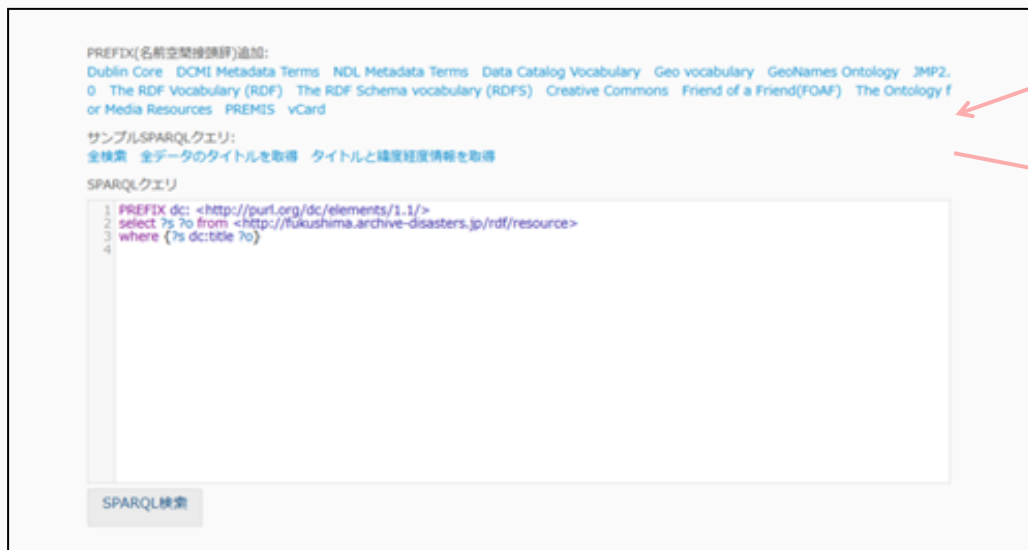 PREFIX(名前空間接頭辞)追加:
Dublin Core DCMI Metadata Terms NDL Metadata Terms Data Catalog Vocabulary Geo vocabulary GeoNames Ontology JMP2.
0 The RDF Vocabulary (RDF) The RDF Schema vocabulary (RDFS) Creative Commons Friend of a Friend(FOAF) The Ontology f
or Media Resources PREMIS vCard
サンプルSPARQLクエリ:
全検索 全データのタイトルを取得 タイトルと緯度経度情報を取得
SPARQLクエリ
1 PREFIX dc: <http://purl.org/dc/elements/1.1/>
2 select ?s ?o from <http://fukushima.archive-disasters.jp/rdf/resource>
3 where {?s dc:title ?o}
4
SPARQL検索